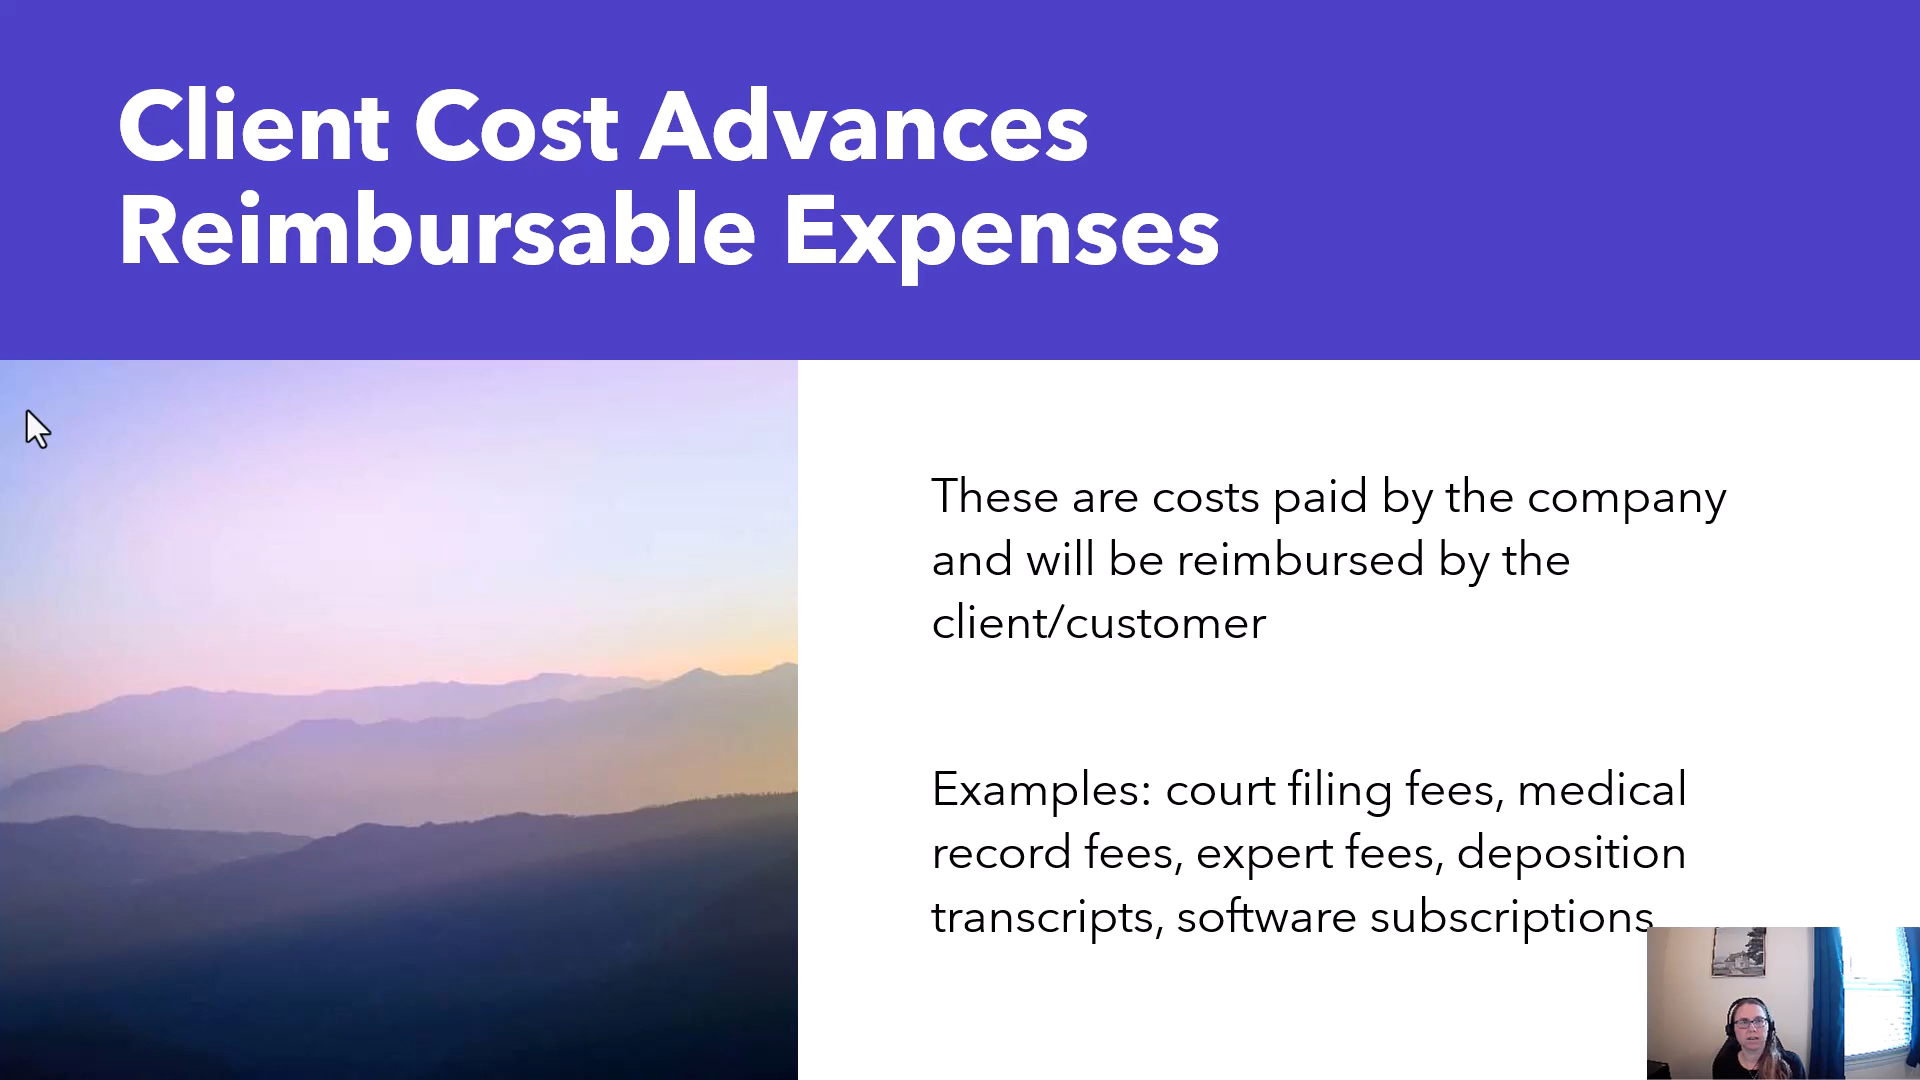 Client Cost Advances
Reimbursable Expenses
These are costs paid by the company
and will be reimbursed by the
client/customer
Examples: court filing fees, medical
record fees, expert fees, deposition
transcripts, software subscriptions